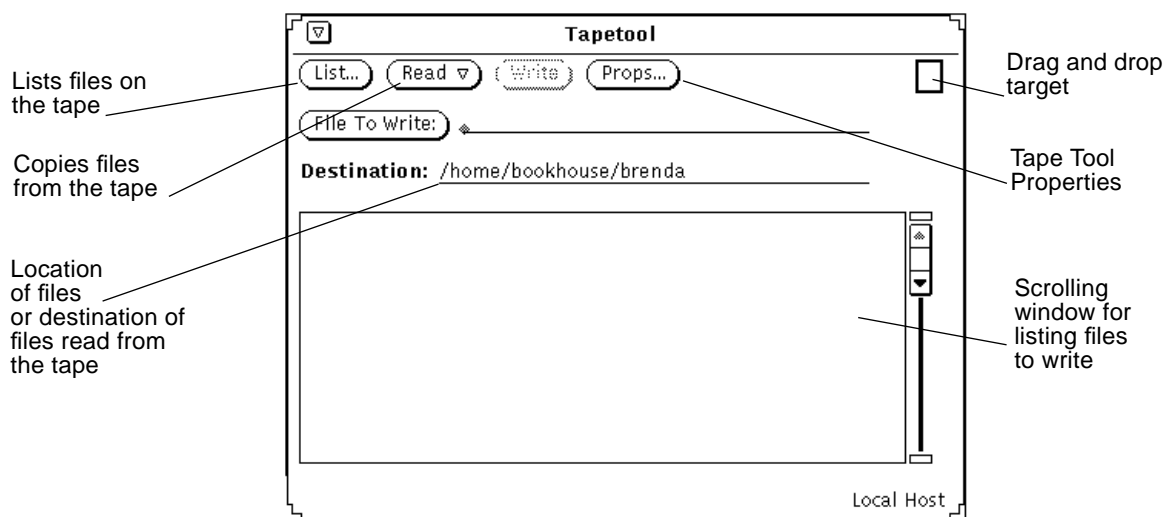 Tapetool
List...
Read
Write
Props...
Drag and drop
target
Lists files on
the tape
File To Write:
Copies files
from the tape
Tape Tool
Properties
Destination: /home/bookhouse/brenda
Location
of files
or destination of
files read from
the tape
Scrolling
window for
listing files
to write
Local Host